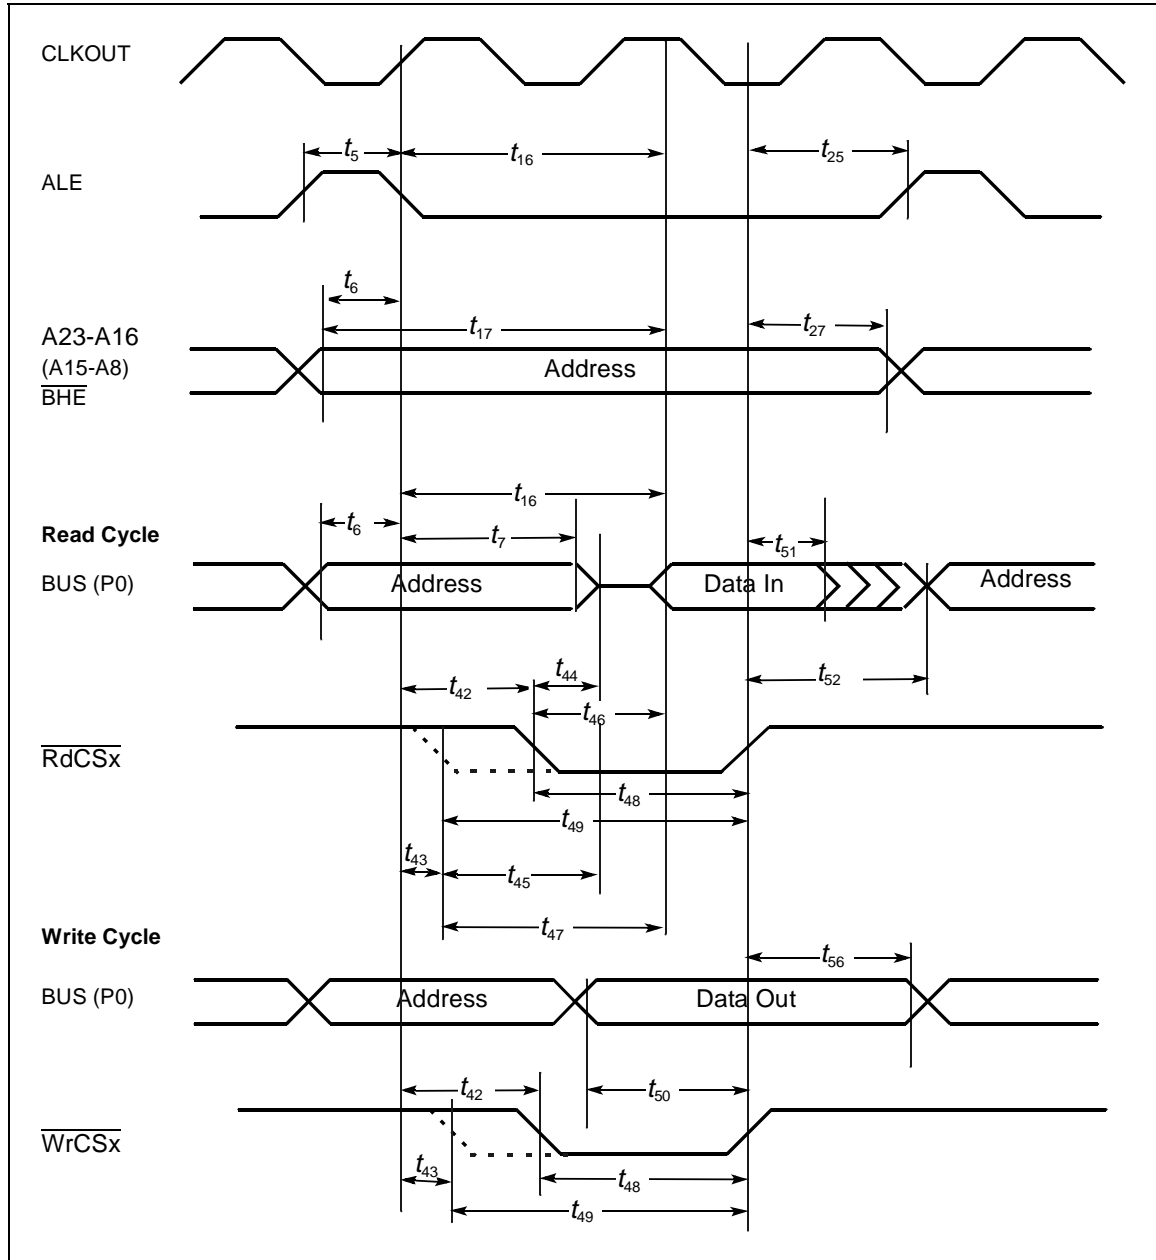 CLKOUT
t5
t16
t25
ALE
t6
t17
t27
A23-A16
(A15-A8)
BHE
Address
t16
t6
t7
t51
Read Cycle
BUS (P0)
Address
Data In
Address
t44
t42
t52
t46
RdCSx
t48
t49
t43
t45
t47
Write Cycle
t56
BUS (P0)
Address
Data Out
t42
t50
WrCSx
t43
t48
t49